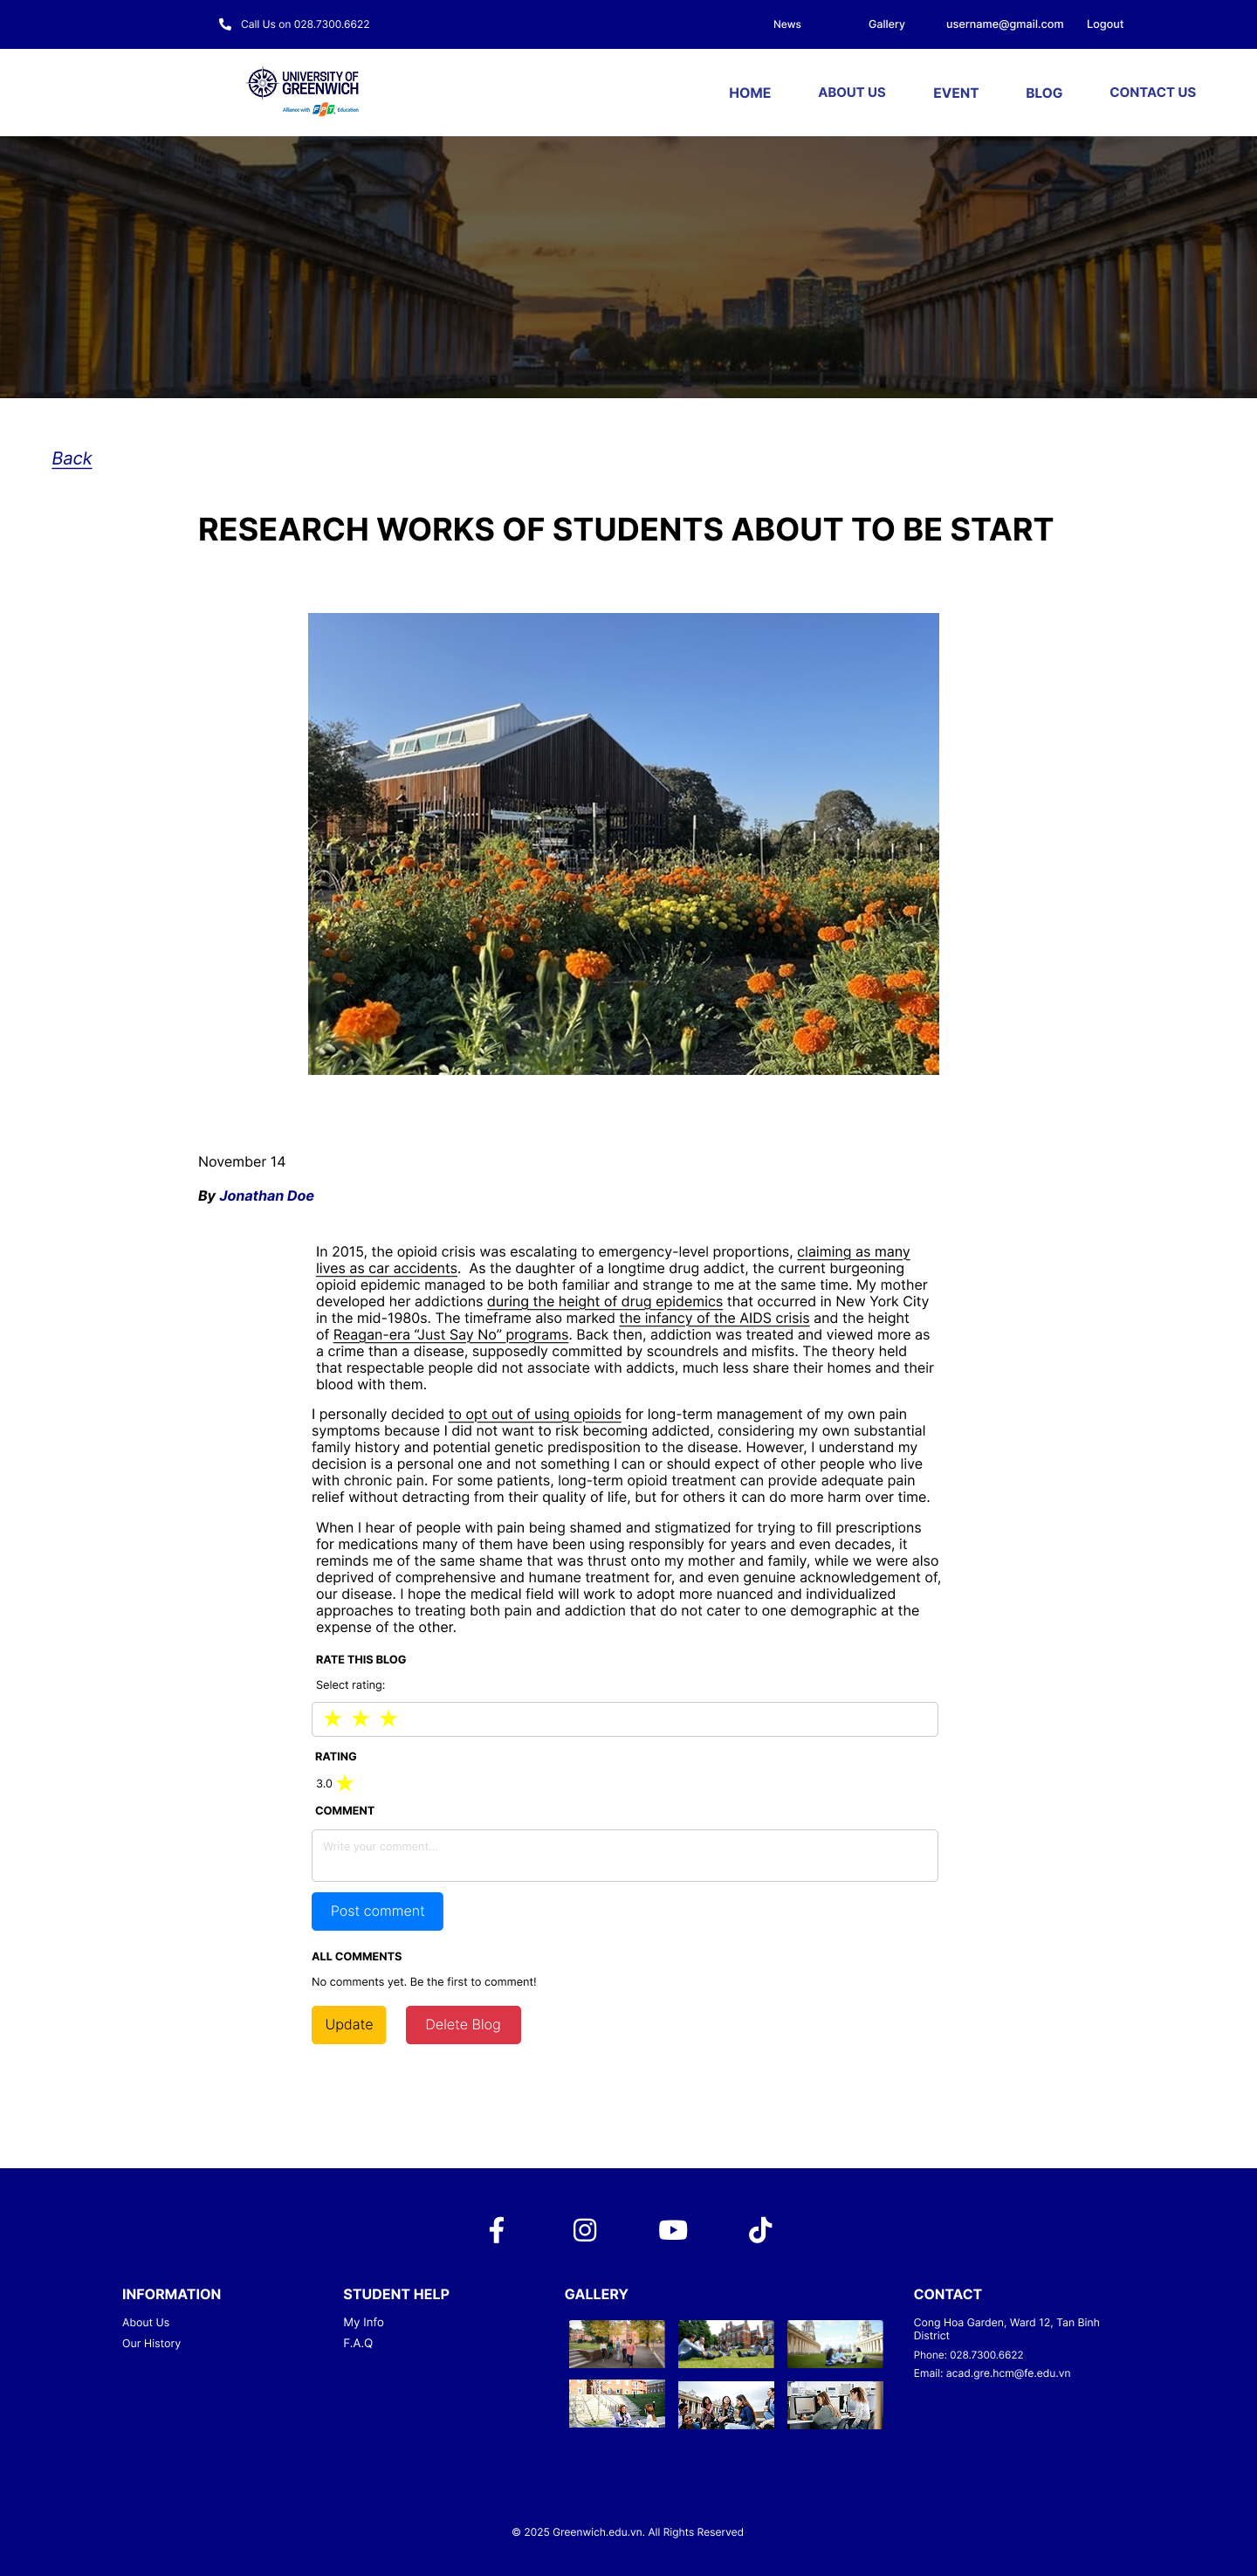 Call Us on 028.7300.6622
News
Gallery
username@gmail.com
Logout
UNIVERSITY OF
GREENWICH
Alliance with FPT Education
HOME
ABOUT US
EVENT
BLOG
CONTACT US
Back
RESEARCH WORKS OF STUDENTS ABOUT TO BE START
November 14
By Jonathan Doe
In 2015, the opioid crisis was escalating to emergency-level proportions, claiming as many
lives as car accidents.  As the daughter of a longtime drug addict, the current burgeoning
opioid epidemic managed to be both familiar and strange to me at the same time. My mother
developed her addictions during the height of drug epidemics that occurred in New York City
in the mid-1980s. The timeframe also marked the infancy of the AIDS crisis and the height
of Reagan-era “Just Say No” programs. Back then, addiction was treated and viewed more as
a crime than a disease, supposedly committed by scoundrels and misfits. The theory held
that respectable people did not associate with addicts, much less share their homes and their
blood with them.
I personally decided to opt out of using opioids for long-term management of my own pain
symptoms because I did not want to risk becoming addicted, considering my own substantial
family history and potential genetic predisposition to the disease. However, I understand my
decision is a personal one and not something I can or should expect of other people who live
with chronic pain. For some patients, long-term opioid treatment can provide adequate pain
relief without detracting from their quality of life, but for others it can do more harm over time.
When I hear of people with pain being shamed and stigmatized for trying to fill prescriptions
for medications many of them have been using responsibly for years and even decades, it
reminds me of the same shame that was thrust onto my mother and family, while we were also
deprived of comprehensive and humane treatment for, and even genuine acknowledgement of,
our disease. I hope the medical field will work to adopt more nuanced and individualized
approaches to treating both pain and addiction that do not cater to one demographic at the
expense of the other.
RATE THIS BLOG
Select rating:
RATING
3.0
COMMENT
Write your comment...
Post comment
ALL COMMENTS
No comments yet. Be the first to comment!
Update
Delete Blog
INFORMATION
About Us
Our History
STUDENT HELP
My Info
F.A.Q
GALLERY
CONTACT
Cong Hoa Garden, Ward 12, Tan Binh
District
Phone: 028.7300.6622
Email: acad.gre.hcm@fe.edu.vn
© 2025 Greenwich.edu.vn. All Rights Reserved